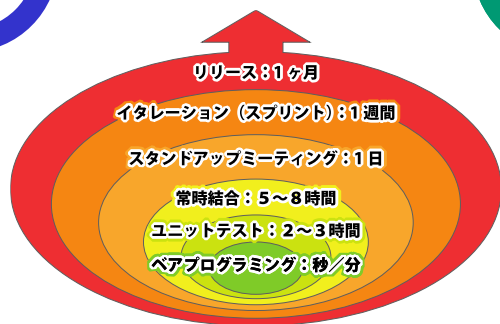 リリース：1ヶ月
イタレーション（スプリント）：1週間
スタンドアップミーティング：1日
常時結合：５～８時間
ユニットテスト：２～３時間
ペアプログラミング：秒／分